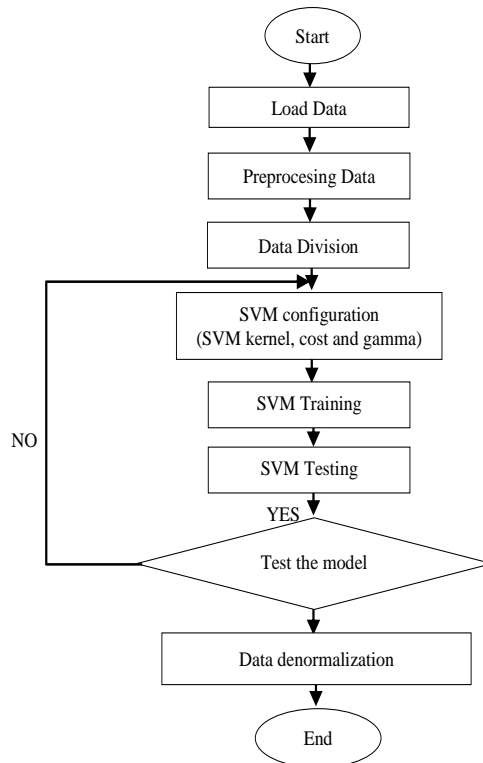 Start
Load Data
Preprocesing Data
Data Division
SVM configuration
(SVM kernel, cost and gamma)
SVM Training
NO
SVM Testing
YES
Test the model
Data denormalization
End